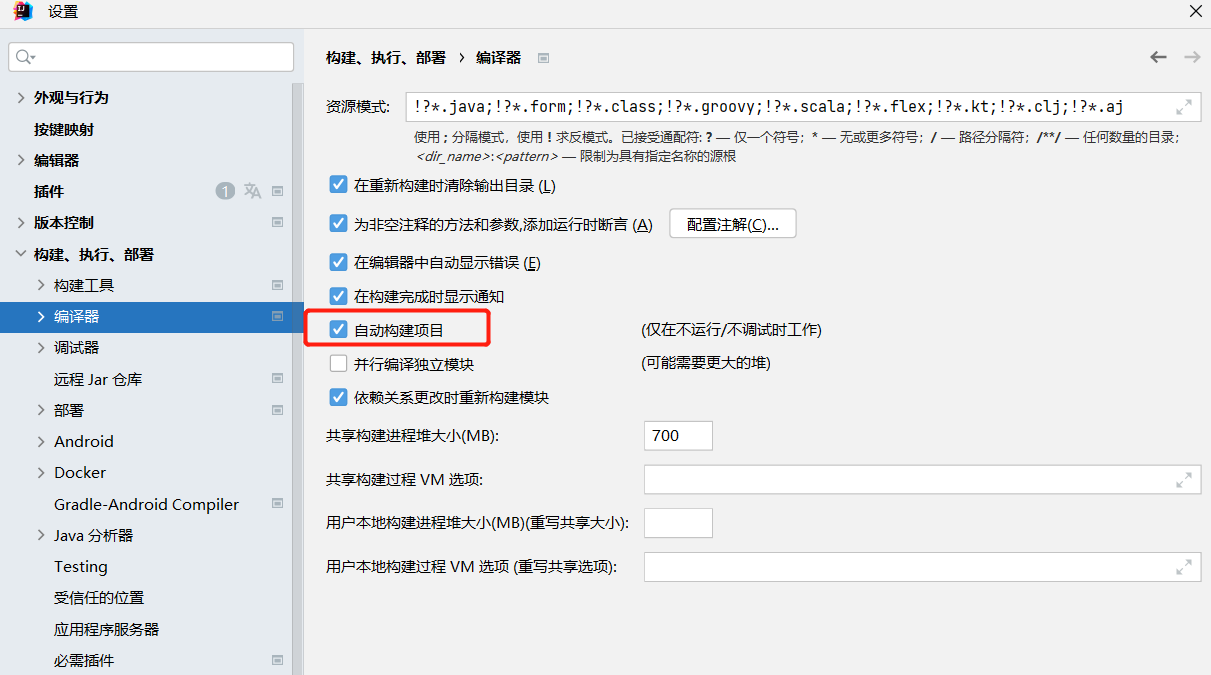 设置
外观与行为
按键映射
编辑器
插件 1
版本控制
构建、执行、部署
构建工具
编译器
调试器
远程 Jar 仓库
部署
Android
Docker
Gradle-Android Compiler
Java 分析器
Testing
受信任的位置
应用程序服务器
必需插件
构建、执行、部署 › 编译器
资源模式: !?*.java;!?*.form;!?*.class;!?*.groovy;!?*.scala;!?*.flex;!?*.kt;!?*.clj;!?*.aj
使用 ; 分隔模式，使用 ! 求反模式。已接受通配符: ? — 仅一个符号；* — 无或更多符号；/ — 路径分隔符；/**/ — 任何数量的目录；
<dir_name>:<pattern> — 限制为具有指定名称的源根
在重新构建时清除输出目录 (L)
为非空注释的方法和参数,添加运行时断言 (A) 配置注解(C)...
在编辑器中自动显示错误 (E)
在构建完成时显示通知
自动构建项目 (仅在不运行/不调试时工作)
并行编译独立模块 (可能需要更大的堆)
依赖关系更改时重新构建模块
共享构建进程堆大小(MB): 700
共享构建过程 VM 选项:
用户本地构建进程堆大小(MB)(重写共享大小):
用户本地构建过程 VM 选项 (重写共享选项):